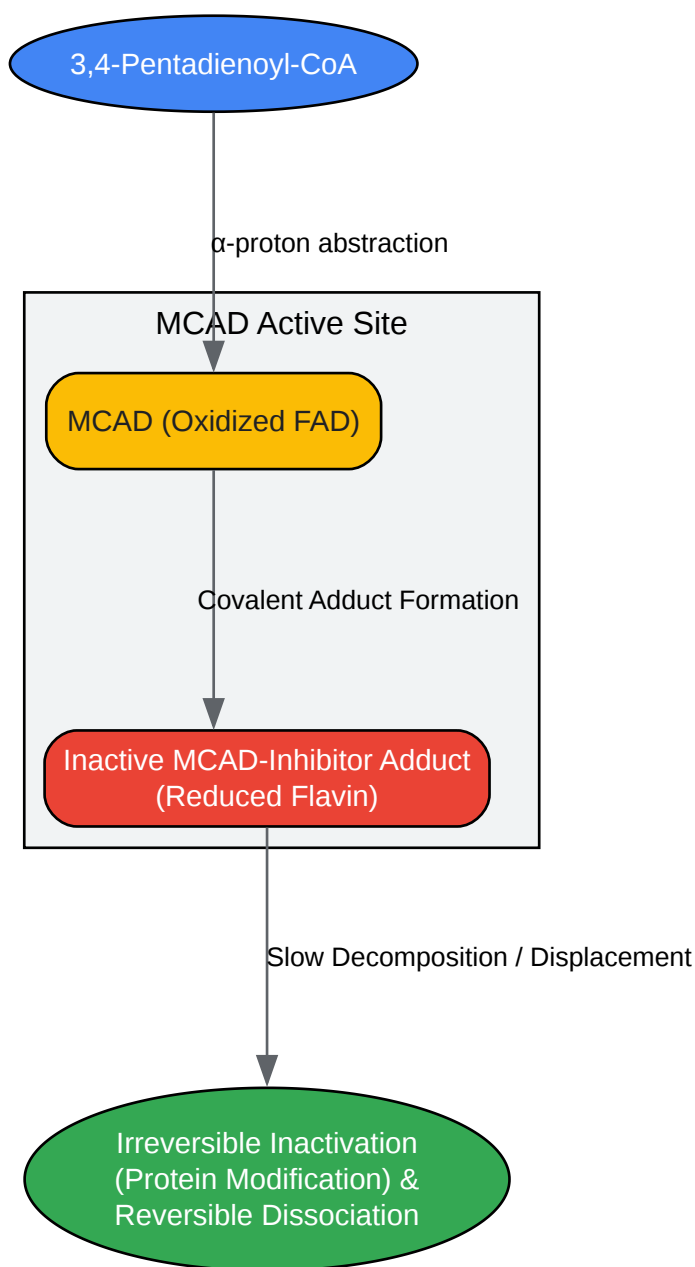 3,4-Pentadienoyl-CoA
α-proton abstraction
MCAD Active Site
MCAD (Oxidized FAD)
Covalent Adduct Formation
Inactive MCAD-Inhibitor Adduct
(Reduced Flavin)
Slow Decomposition / Displacement
Irreversible Inactivation
(Protein Modification) &
Reversible Dissociation